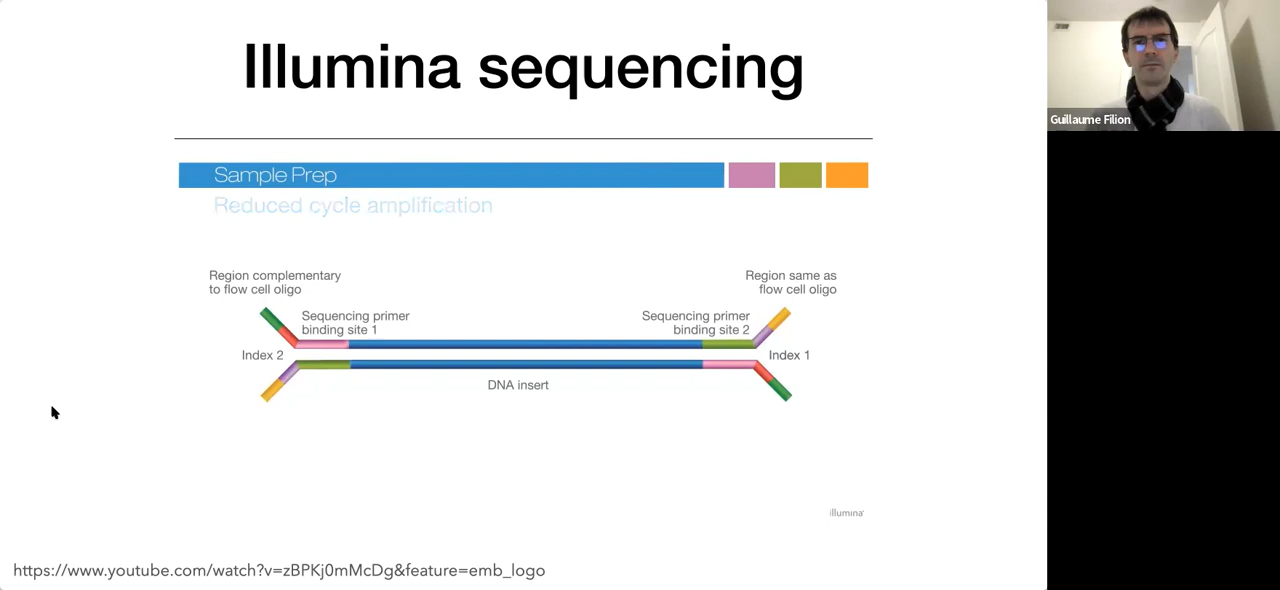 Illumina sequencing
Guillaume Filion
Sample Prep
Reduced cycle amplification
Region complementary
to flow cell oligo
Region same as
flow cell oligo
Sequencing primer
binding site 1
Sequencing primer
binding site 2
Index 2
Index 1
DNA insert
illumina
https://www.youtube.com/watch?v=zBPKj0mMcDg&feature=emb_logo